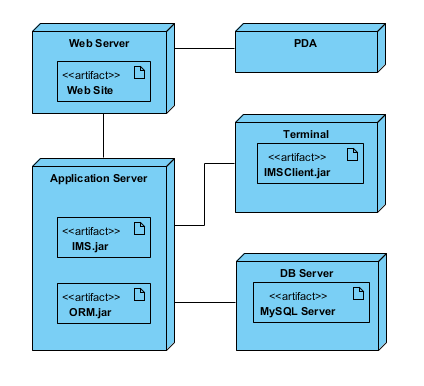 Web Server
<<artifact>>
Web Site
PDA
Terminal
<<artifact>>
IMSClient.jar
Application Server
<<artifact>>
IMS.jar
<<artifact>>
ORM.jar
DB Server
<<artifact>>
MySQL Server